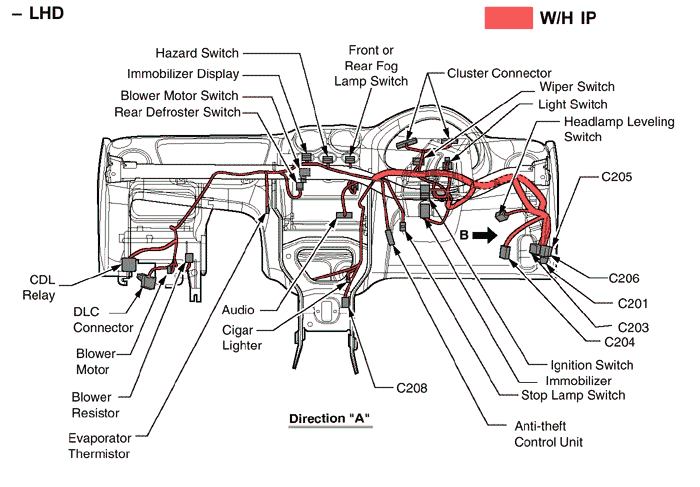 – LHD
W/H IP
Hazard Switch
Immobilizer Display
Blower Motor Switch
Rear Defroster Switch
Front or
Rear Fog
Lamp Switch
Cluster Connector
Wiper Switch
Light Switch
Headlamp Leveling
Switch
C205
B
C206
C201
C203
C204
CDL
Relay
DLC
Connector
Blower
Motor
Blower
Resistor
Evaporator
Thermistor
Audio
Cigar
Lighter
C208
Ignition Switch
Immobilizer
Stop Lamp Switch
Anti-theft
Control Unit
Direction "A"